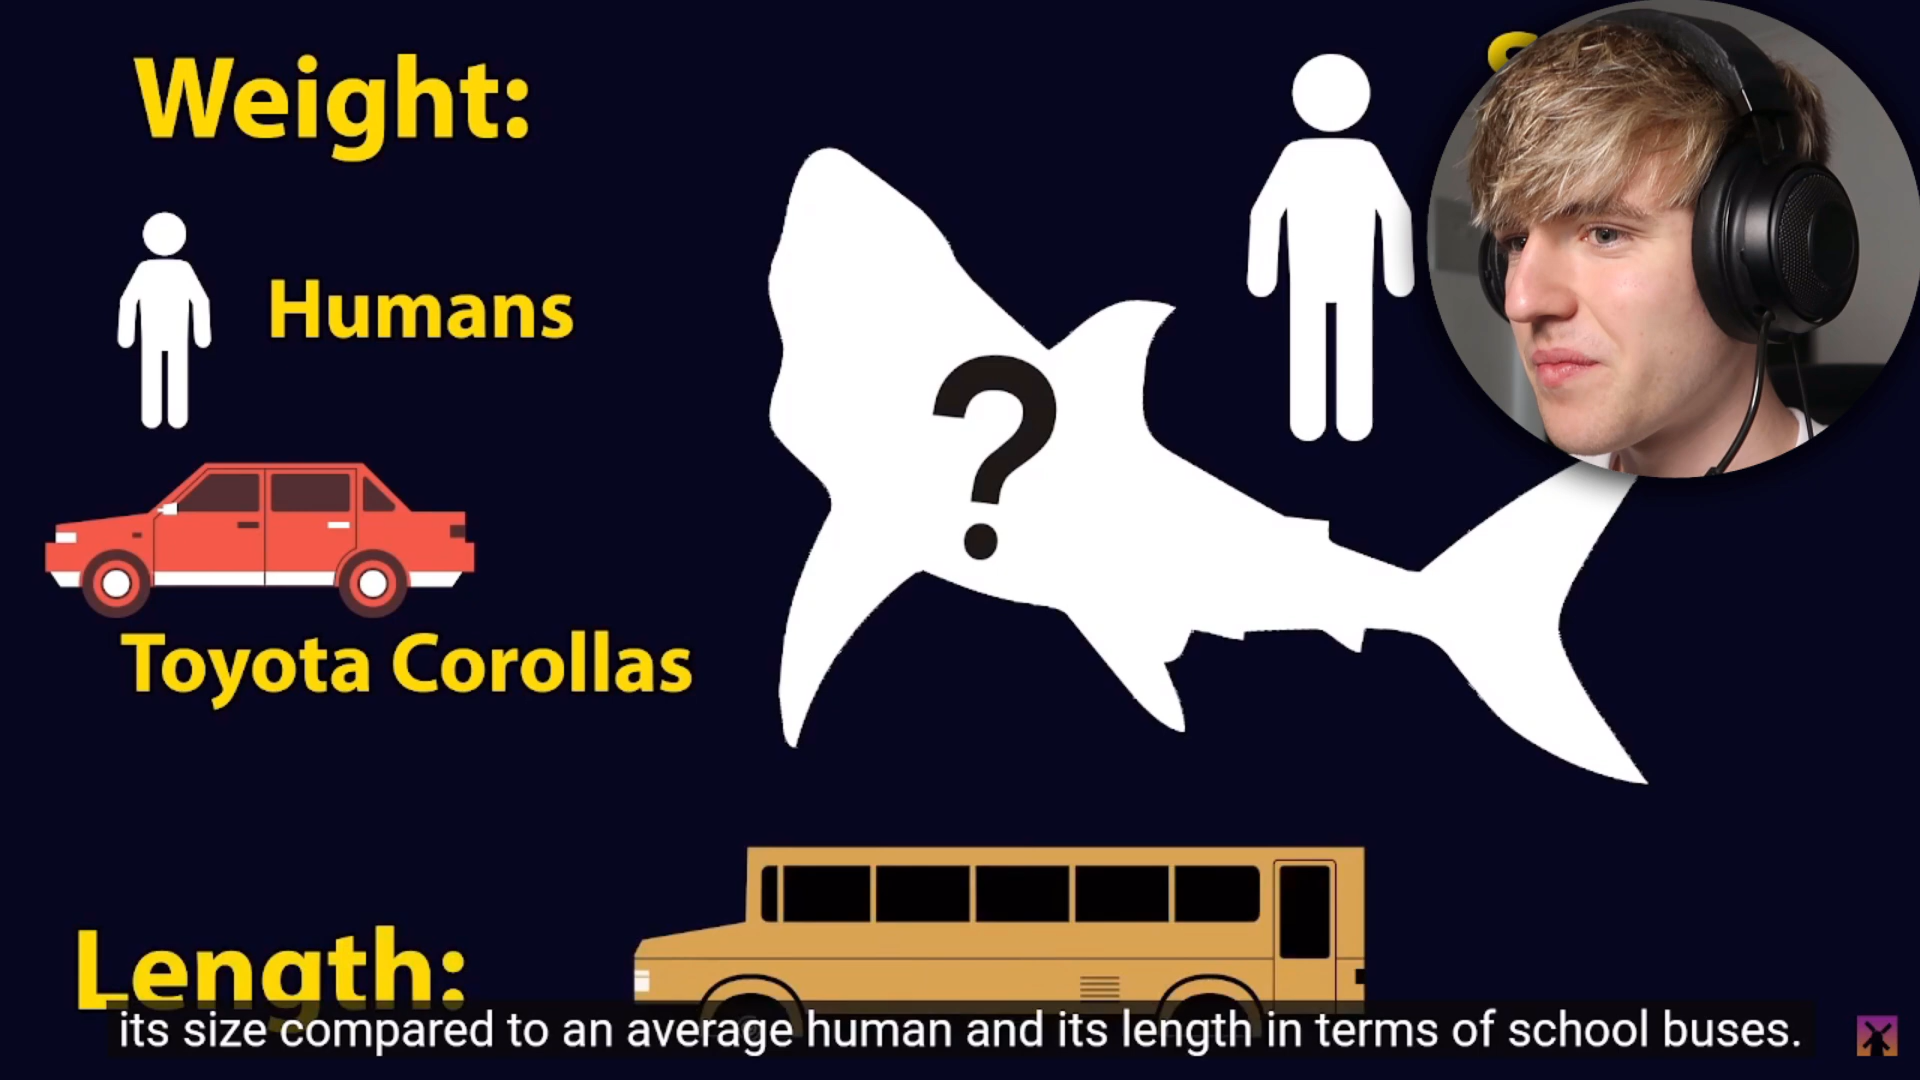 Weight:
Humans
Toyota Corollas
?
Length:
its size compared to an average human and its length in terms of school buses.